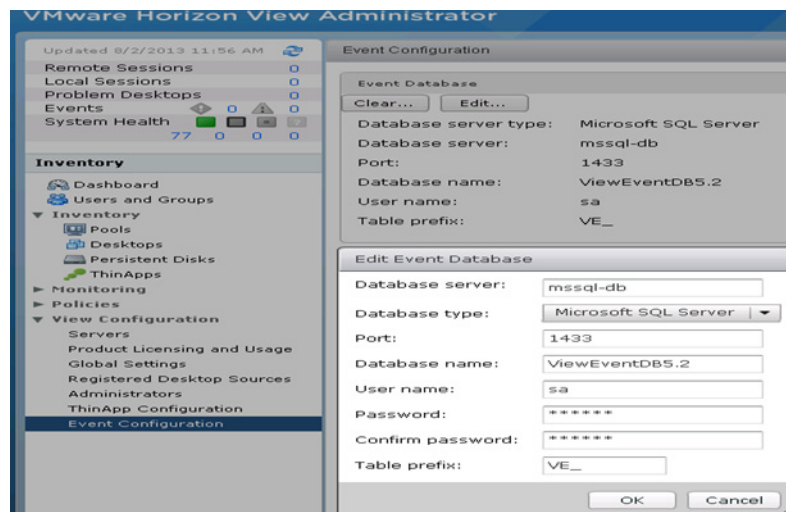 VMware Horizon View Administrator
Updated 8/2/2013 11:56 AM
Remote Sessions 0
Local Sessions 0
Problem Desktops 0
Events 0 0
System Health
77 0 0 0
Inventory
Dashboard
Users and Groups
Inventory
Pools
Desktops
Persistent Disks
ThinApps
Monitoring
Policies
View Configuration
Servers
Product Licensing and Usage
Global Settings
Registered Desktop Sources
Administrators
ThinApp Configuration
Event Configuration
Event Configuration
Event Database
Clear... Edit...
Database server type: Microsoft SQL Server
Database server: mssql-db
Port: 1433
Database name: ViewEventDB5.2
User name: sa
Table prefix: VE_
Edit Event Database
Database server: mssql-db
Database type: Microsoft SQL Server
Port: 1433
Database name: ViewEventDB5.2
User name: sa
Password: ******
Confirm password: ******
Table prefix: VE_
OK Cancel